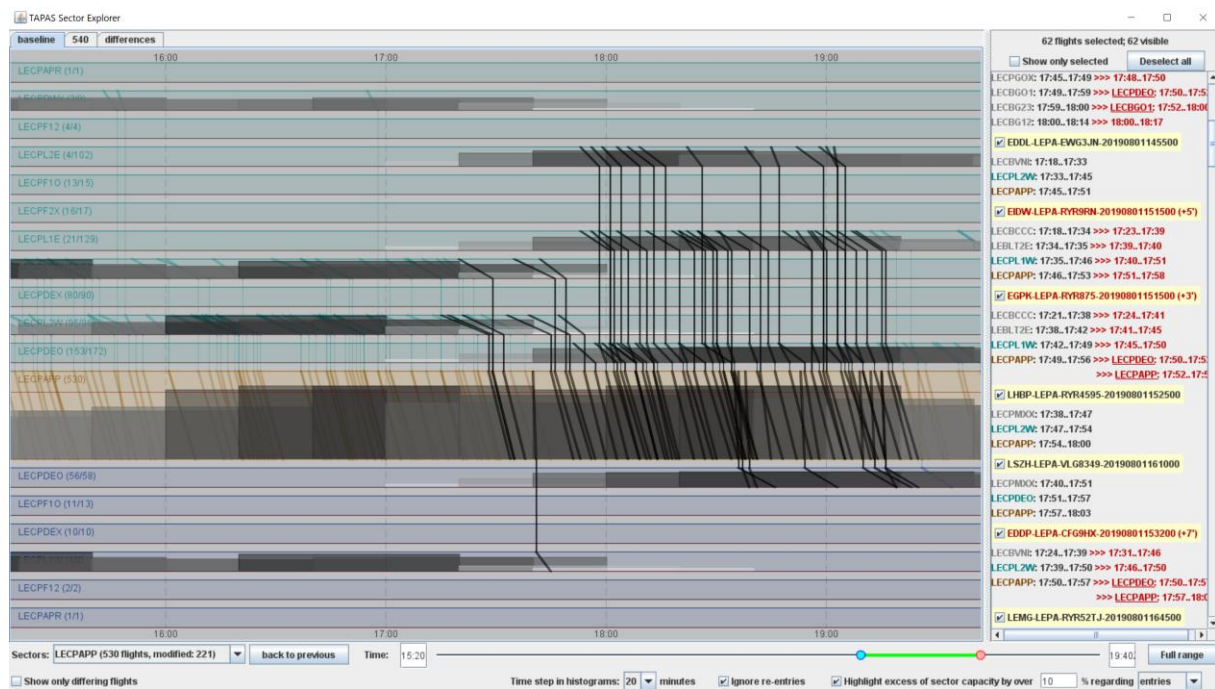 TAPAS Sector Explorer
baseline 540 differences
16:00 17:00 18:00 19:00
LECPAPR (1/1)
LECPF12 (4/4)
LECPL2E (4/102)
LECPF1O (13/15)
LECPF2X (16/17)
LECPL1E (21/129)
LECPDEX (80/90)
LECPDEO (153/172)
LECPAPP (530)
LECPDEO (56/58)
LECPF1O (11/13)
LECPDEX (10/10)
LECPF12 (2/2)
LECPAPR (1/1)
16:00 17:00 18:00 19:00
62 flights selected; 62 visible
Show only selected Deselect all
LECPGOX: 17:45..17:49 >>> 17:48..17:50
LECBGO1: 17:49..17:59 >>> LECPDEO: 17:50..17:5
LECBG23: 17:59..18:00 >>> LECBGO1: 17:52..18:00
LECBG12: 18:00..18:14 >>> 18:00..18:17
EDDL-LEPA-EWG3JN-20190801145500
LECBVNI: 17:18..17:33
LECPL2W: 17:33..17:45
LECPAPP: 17:45..17:51
EIDW-LEPA-RYR9RN-20190801151500 (+5')
LECBCCC: 17:18..17:34 >>> 17:23..17:39
LEBLT2E: 17:34..17:35 >>> 17:39..17:40
LECPL1W: 17:35..17:46 >>> 17:40..17:51
LECPAPP: 17:46..17:53 >>> 17:51..17:58
EGPK-LEPA-RYR875-20190801151500 (+3')
LECBCCC: 17:21..17:38 >>> 17:24..17:41
LEBLT2E: 17:38..17:42 >>> 17:41..17:45
LECPL1W: 17:42..17:49 >>> 17:45..17:50
LECPAPP: 17:49..17:56 >>> LECPDEO: 17:50..17:5
>>> LECPAPP: 17:52..17:5
LHBP-LEPA-RYR4595-20190801152500
LECPMXX: 17:38..17:47
LECPL2W: 17:47..17:54
LECPAPP: 17:54..18:00
LSZH-LEPA-VLG8349-20190801161000
LECPMXX: 17:40..17:51
LECPDEO: 17:51..17:57
LECPAPP: 17:57..18:03
EDDP-LEPA-CFG9HX-20190801153200 (+7')
LECBVNI: 17:24..17:39 >>> 17:31..17:46
LECPL2W: 17:39..17:50 >>> 17:46..17:50
LECPAPP: 17:50..17:57 >>> LECPDEO: 17:50..17:5
>>> LECPAPP: 17:57..18:0
LEMG-LEPA-RYR52TJ-20190801164500
Sectors: LECPAPP (530 flights, modified: 221) back to previous Time: 15:20 19:40 Full range
Show only differing flights Time step in histograms: 20 minutes Ignore re-entries Highlight excess of sector capacity by over 10 % regarding entries